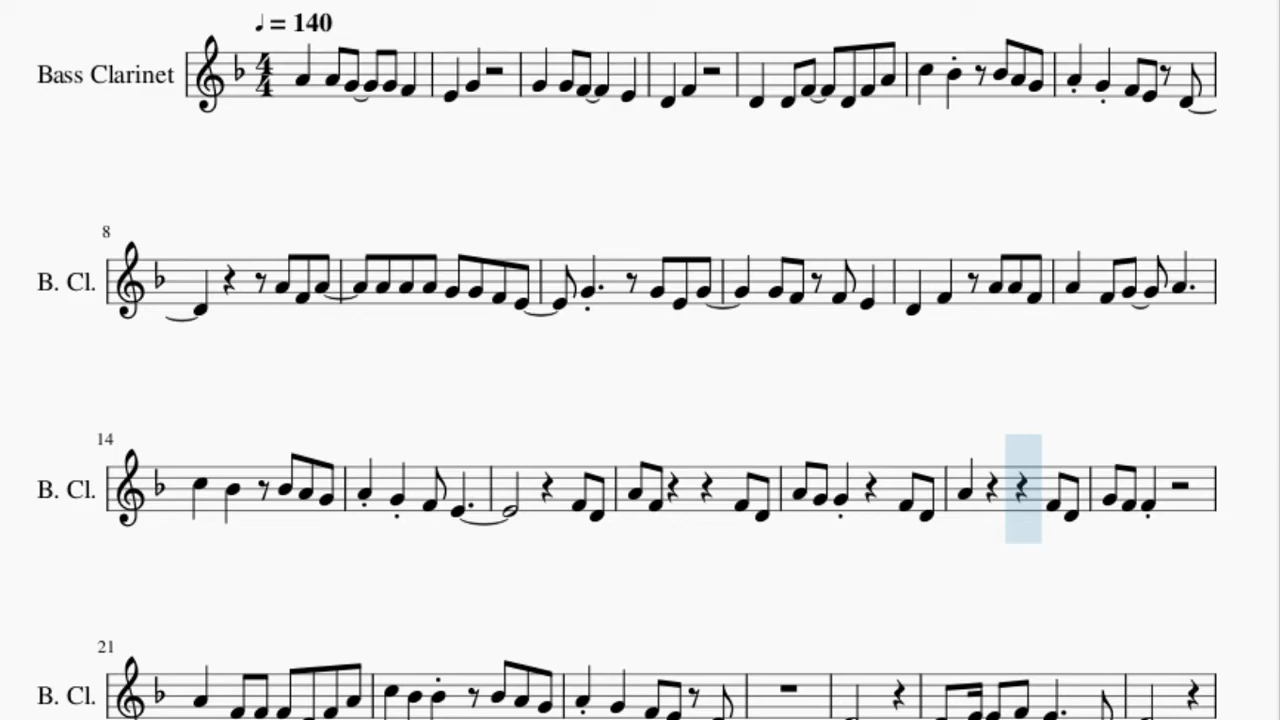 ♩ = 140
Bass Clarinet
4
4
8
B. Cl.
14
B. Cl.
21
B. Cl.